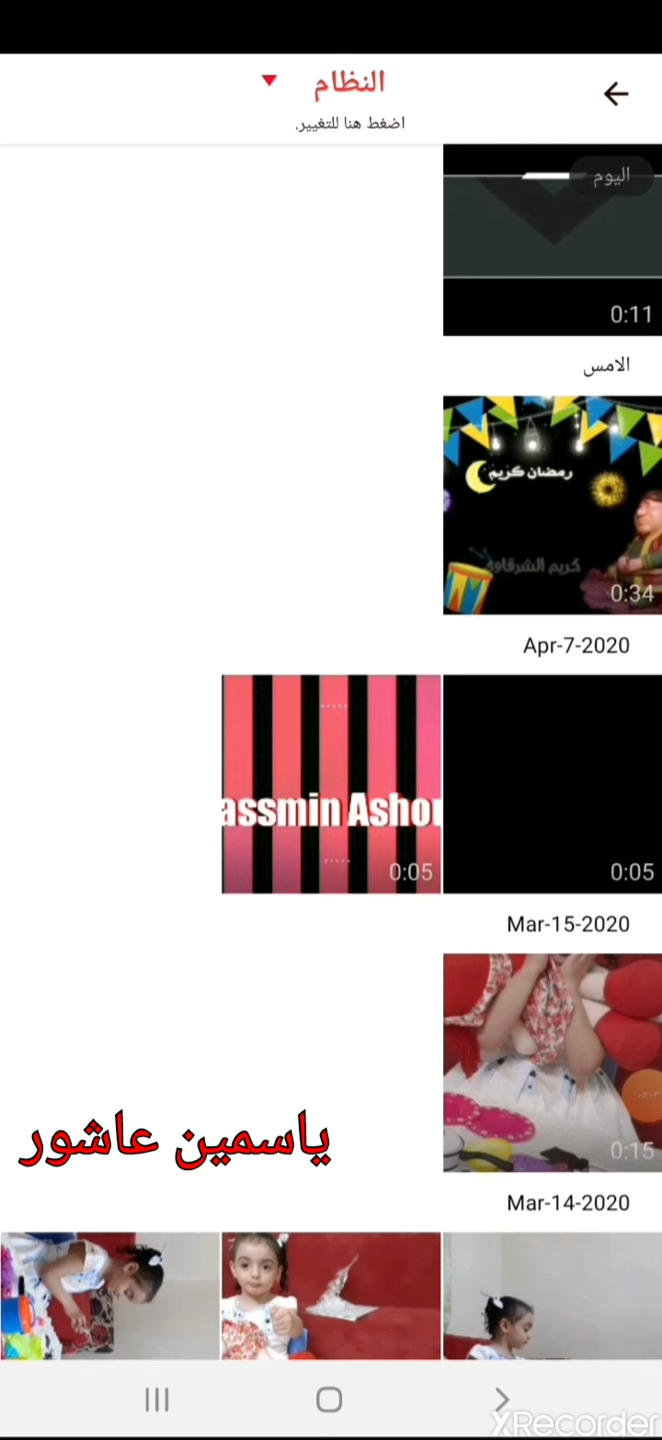 النظام
اضغط هنا للتغيير.
اليوم
0:11
الامس
رمضان كريم
كريم الشرقاوي
0:34
Apr-7-2020
assmin Asho
0:05
0:05
Mar-15-2020
0:15
ياسمين عاشور
Mar-14-2020
XRecorder